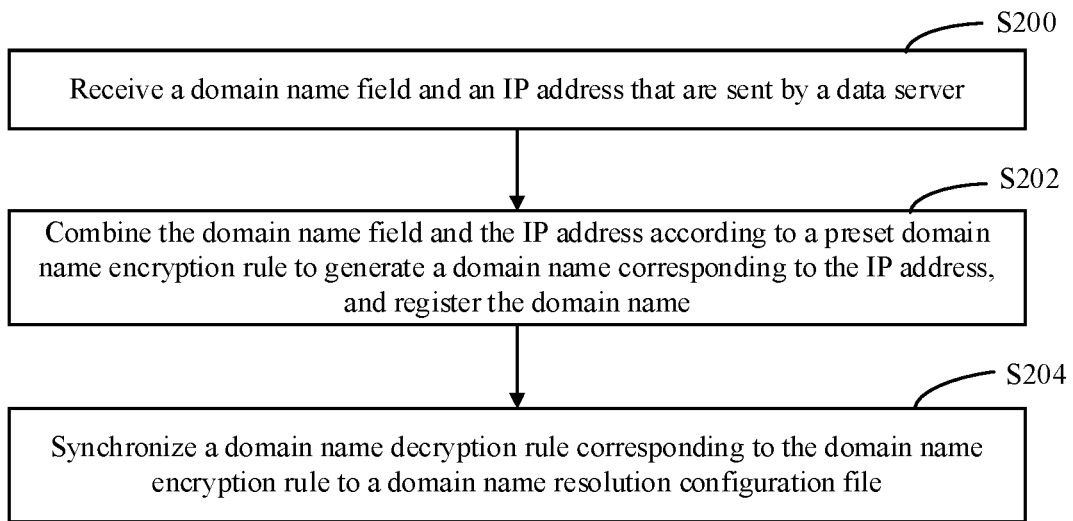 S200
Receive a domain name field and an IP address that are sent by a data server
S202
Combine the domain name field and the IP address according to a preset domain
name encryption rule to generate a domain name corresponding to the IP address,
and register the domain name
S204
Synchronize a domain name decryption rule corresponding to the domain name
encryption rule to a domain name resolution configuration file